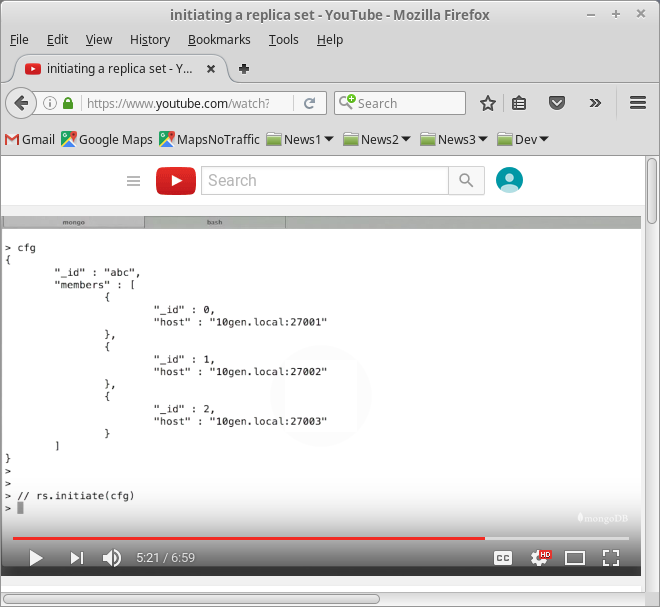 initiating a replica set - YouTube - Mozilla Firefox
File Edit View History Bookmarks Tools Help
initiating a replica set - Y...
https://www.youtube.com/watch?
Search
Gmail Google Maps MapsNoTraffic News1 News2 News3 Dev
Search
mongo bash
> cfg
{
"_id" : "abc",
"members" : [
{
"_id" : 0,
"host" : "10gen.local:27001"
},
{
"_id" : 1,
"host" : "10gen.local:27002"
},
{
"_id" : 2,
"host" : "10gen.local:27003"
}
]
}
>
>
> // rs.initiate(cfg)
>
mongoDB
5:21 / 6:59
CC
HD